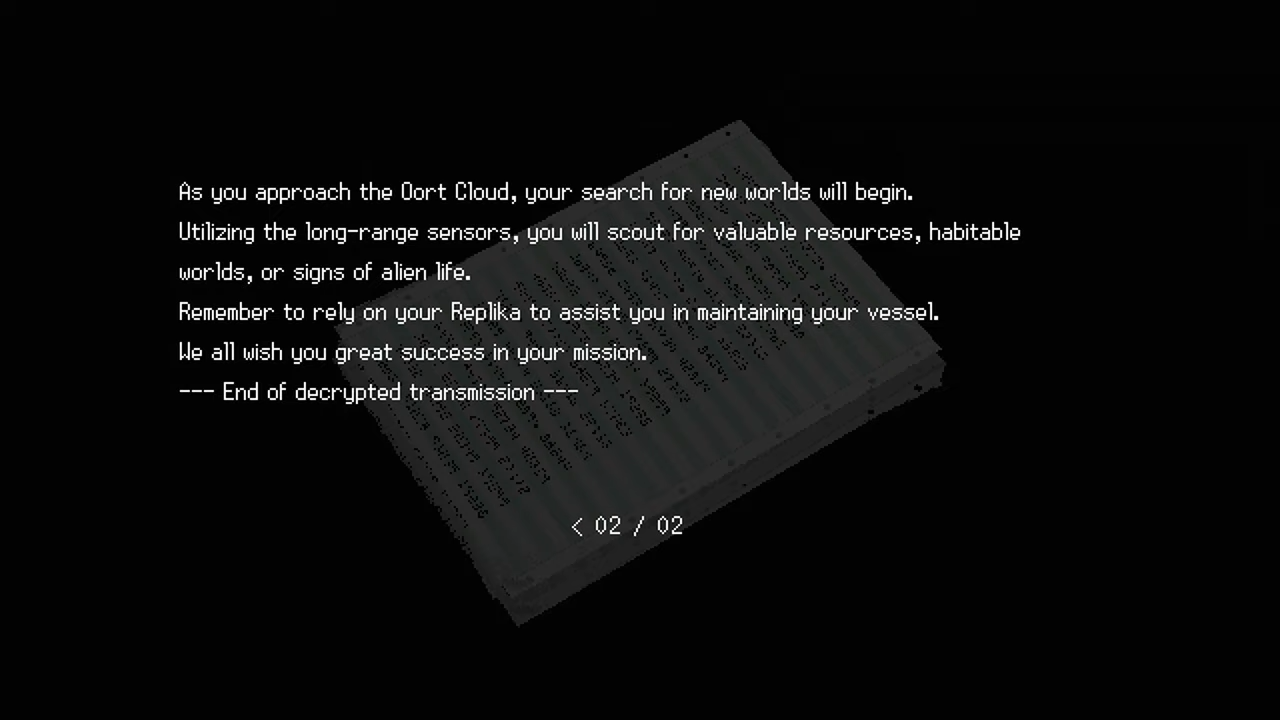 As you approach the Oort Cloud, your search for new worlds will begin.
Utilizing the long-range sensors, you will scout for valuable resources, habitable
worlds, or signs of alien life.
Remember to rely on your Replika to assist you in maintaining your vessel.
We all wish you great success in your mission.
--- End of decrypted transmission ---
< 02 / 02